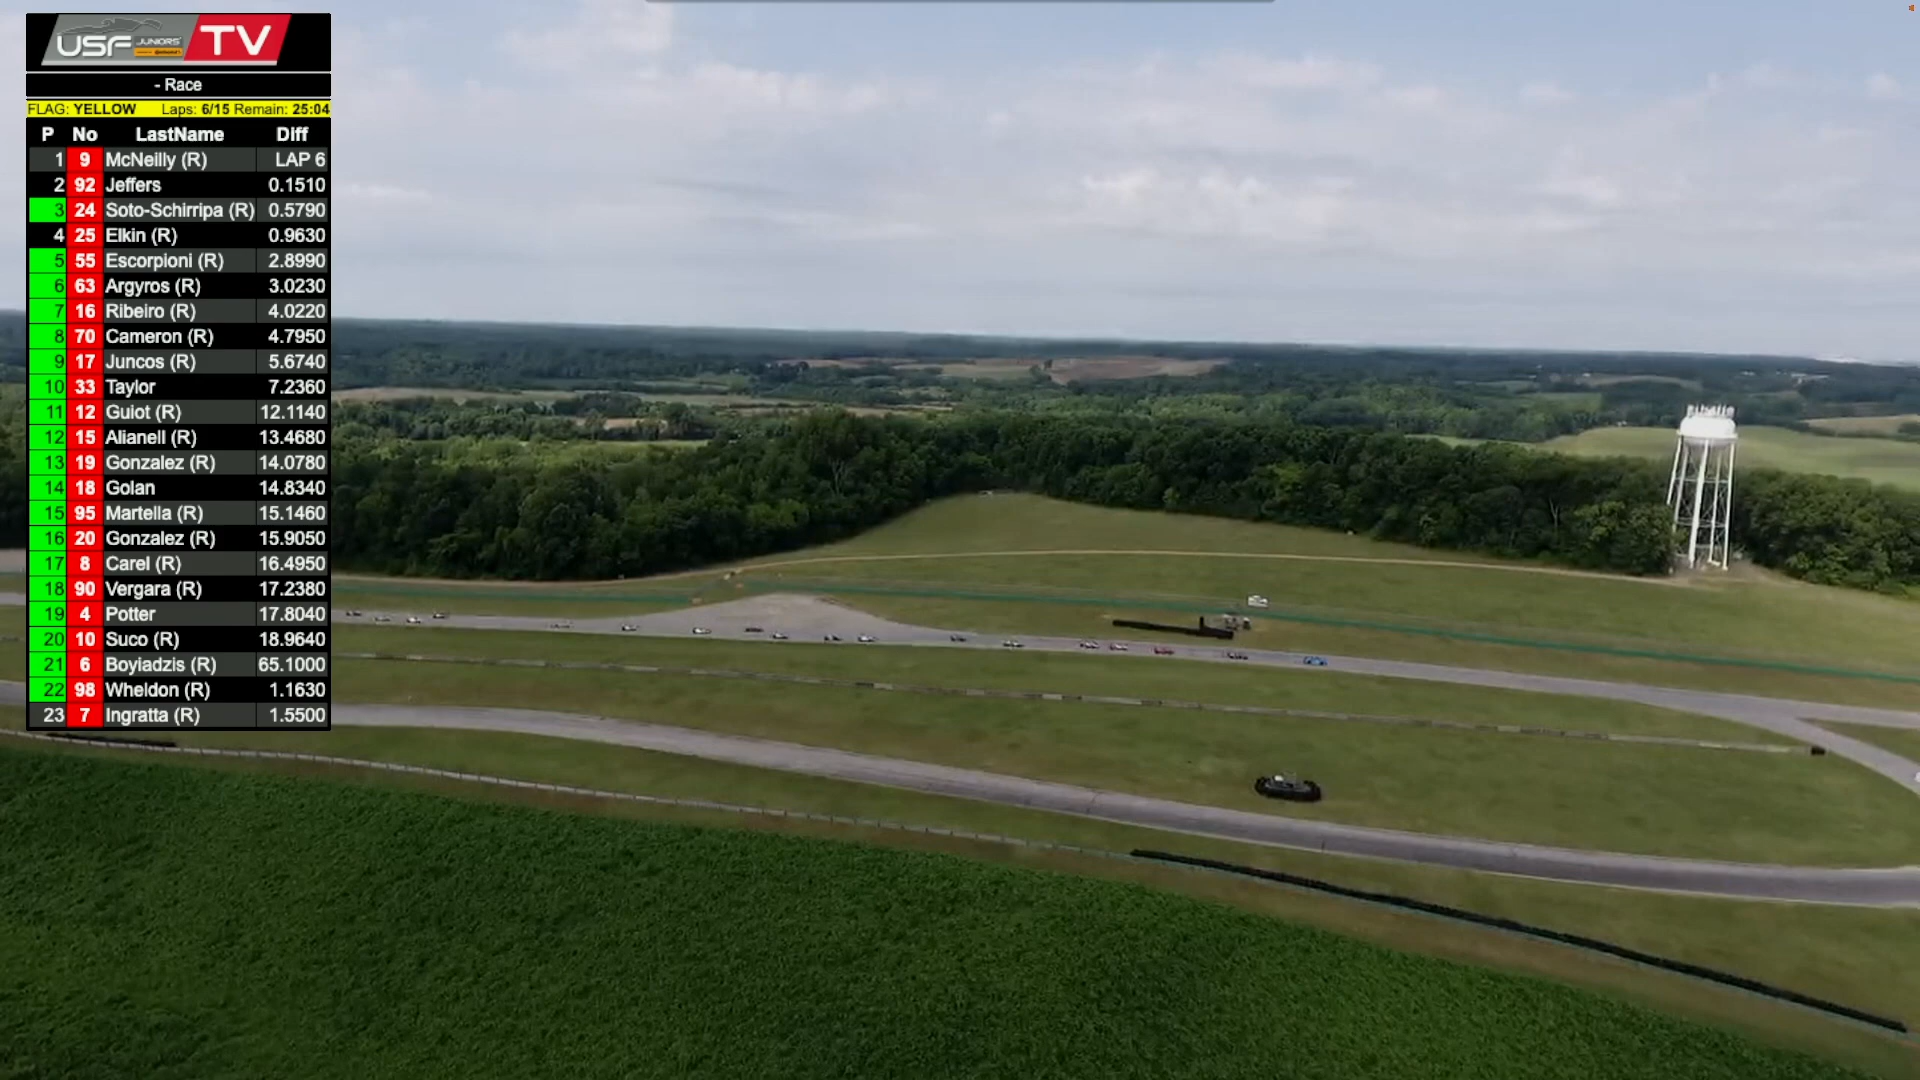 USF JUNIORS TV
- Race
FLAG: YELLOW Laps: 6/15 Remain: 25:04
P No LastName Diff
1 9 McNeilly (R) LAP 6
2 92 Jeffers 0.1510
3 24 Soto-Schirripa (R) 0.5790
4 25 Elkin (R) 0.9630
5 55 Escorpioni (R) 2.8990
6 63 Argyros (R) 3.0230
7 16 Ribeiro (R) 4.0220
8 70 Cameron (R) 4.7950
9 17 Juncos (R) 5.6740
10 33 Taylor 7.2360
11 12 Guiot (R) 12.1140
12 15 Alianell (R) 13.4680
13 19 Gonzalez (R) 14.0780
14 18 Golan 14.8340
15 95 Martella (R) 15.1460
16 20 Gonzalez (R) 15.9050
17 8 Carel (R) 16.4950
18 90 Vergara (R) 17.2380
19 4 Potter 17.8040
20 10 Suco (R) 18.9640
21 6 Boyiadzis (R) 65.1000
22 98 Wheldon (R) 1.1630
23 7 Ingratta (R) 1.5500